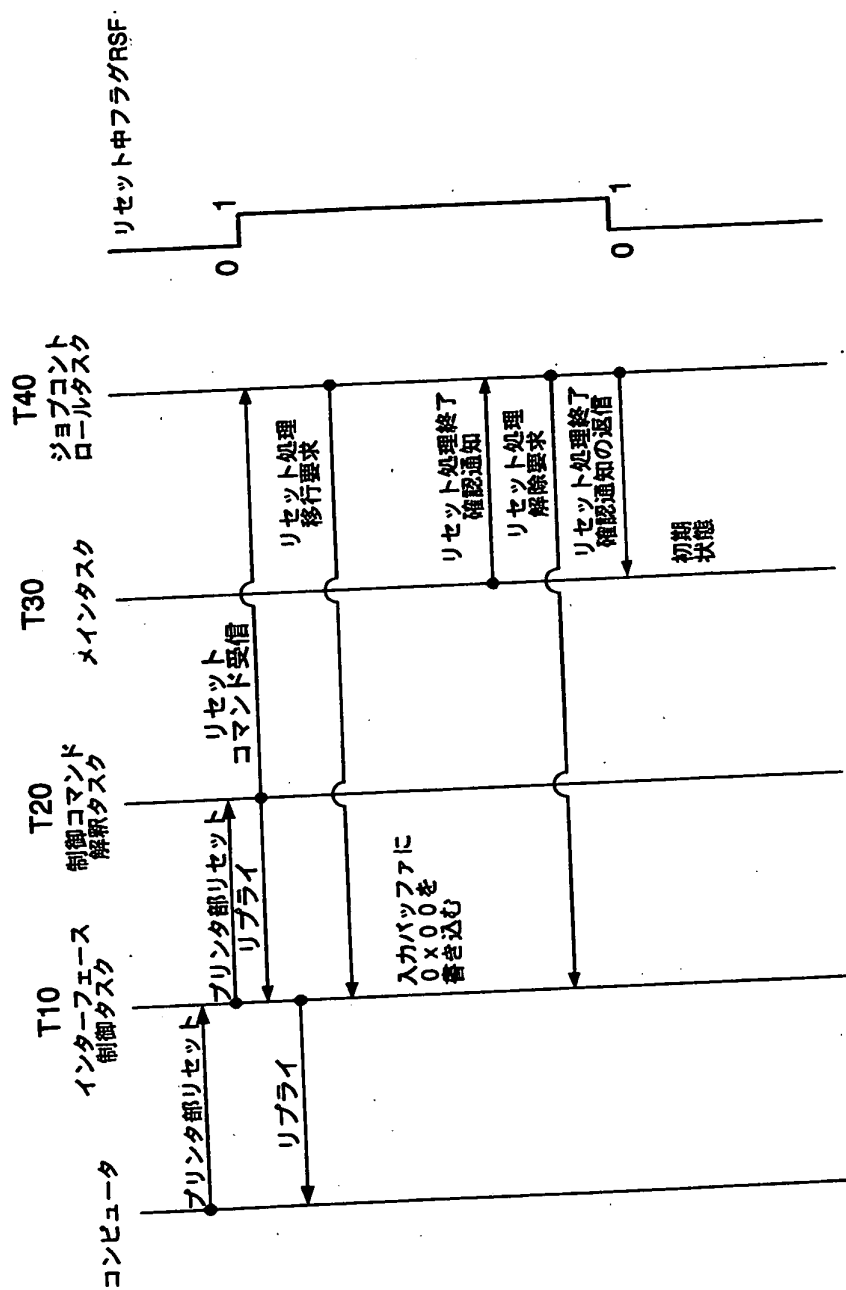 コンピュータ
T10
インターフェース
制御タスク
T20
制御コマンド
解釈タスク
T30
メインタスク
T40
ジョブコント
ロールタスク
リセット中フラグRSF
プリンタ部リセット
プリンタ部リセット
リプライ
リプライ
リセット
コマンド受信
リセット処理
移行要求
入力バッファに
0x00を
書き込む
リセット処理終了
確認通知
リセット処理
解除要求
リセット処理終了
確認通知の返信
初期
状態
0
1
0
1